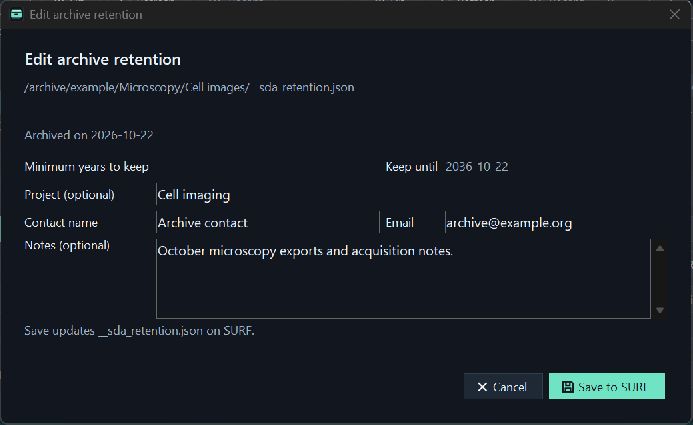 Edit archive retention
Edit archive retention
/archive/example/Microscopy/Cell images/__sda_retention.json
Archived on 2026-10-22
Minimum years to keep Keep until 2036-10-22
Project (optional) Cell imaging
Contact name Archive contact Email archive@example.org
Notes (optional) October microscopy exports and acquisition notes.
Save updates __sda_retention.json on SURF.
Cancel Save to SURF